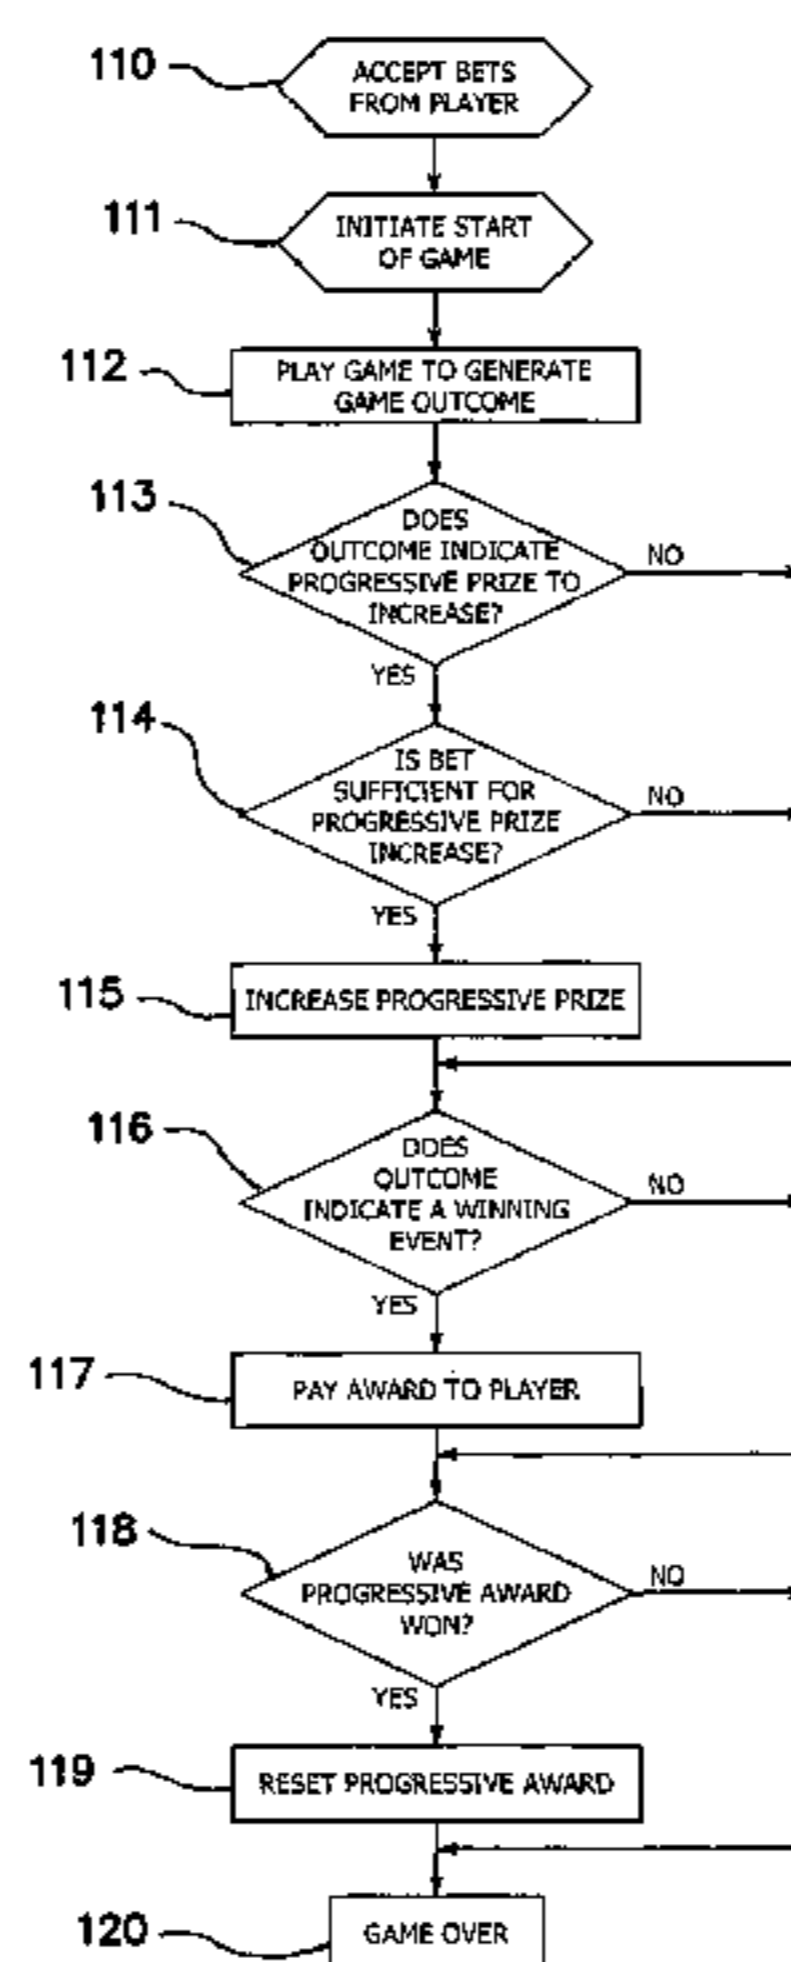 110
ACCEPT BETS
FROM PLAYER
111
INITIATE START
OF GAME
112
PLAY GAME TO GENERATE
GAME OUTCOME
113
DOES
OUTCOME INDICATE
PROGRESSIVE PRIZE TO
INCREASE?
NO
YES
114
IS BET
SUFFICIENT FOR
PROGRESSIVE PRIZE
INCREASE?
NO
YES
115
INCREASE PROGRESSIVE PRIZE
116
DOES
OUTCOME
INDICATE A WINNING
EVENT?
NO
YES
117
PAY AWARD TO PLAYER
118
WAS
PROGRESSIVE AWARD
WON?
NO
YES
119
RESET PROGRESSIVE AWARD
120
GAME OVER